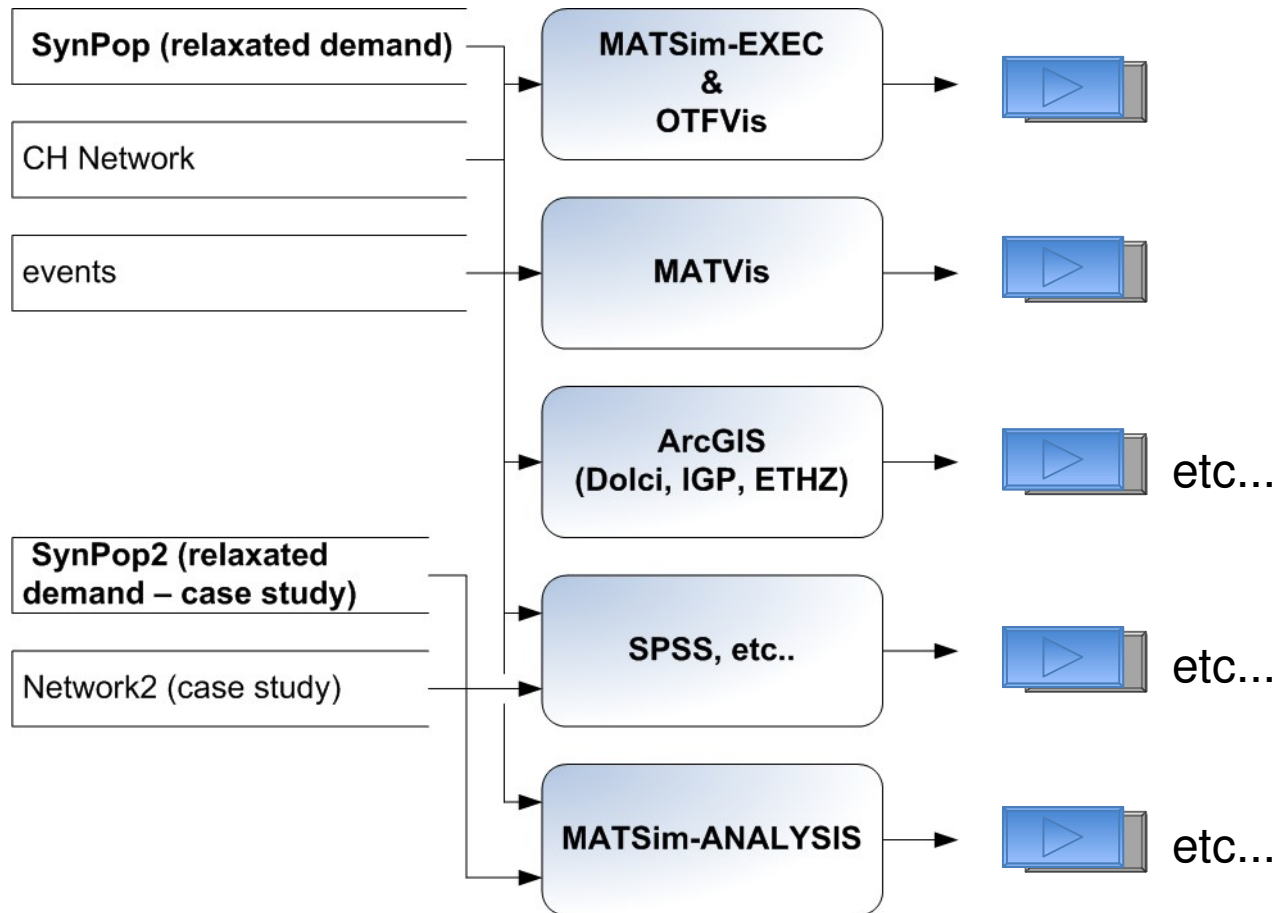 SynPop (relaxated demand)
CH Network
events
SynPop2 (relaxated
demand – case study)
Network2 (case study)
MATSim-EXEC
&
OTFVis
MATVis
ArcGIS
(Dolci, IGP, ETHZ)
SPSS, etc..
MATSim-ANALYSIS
etc...
etc...
etc...